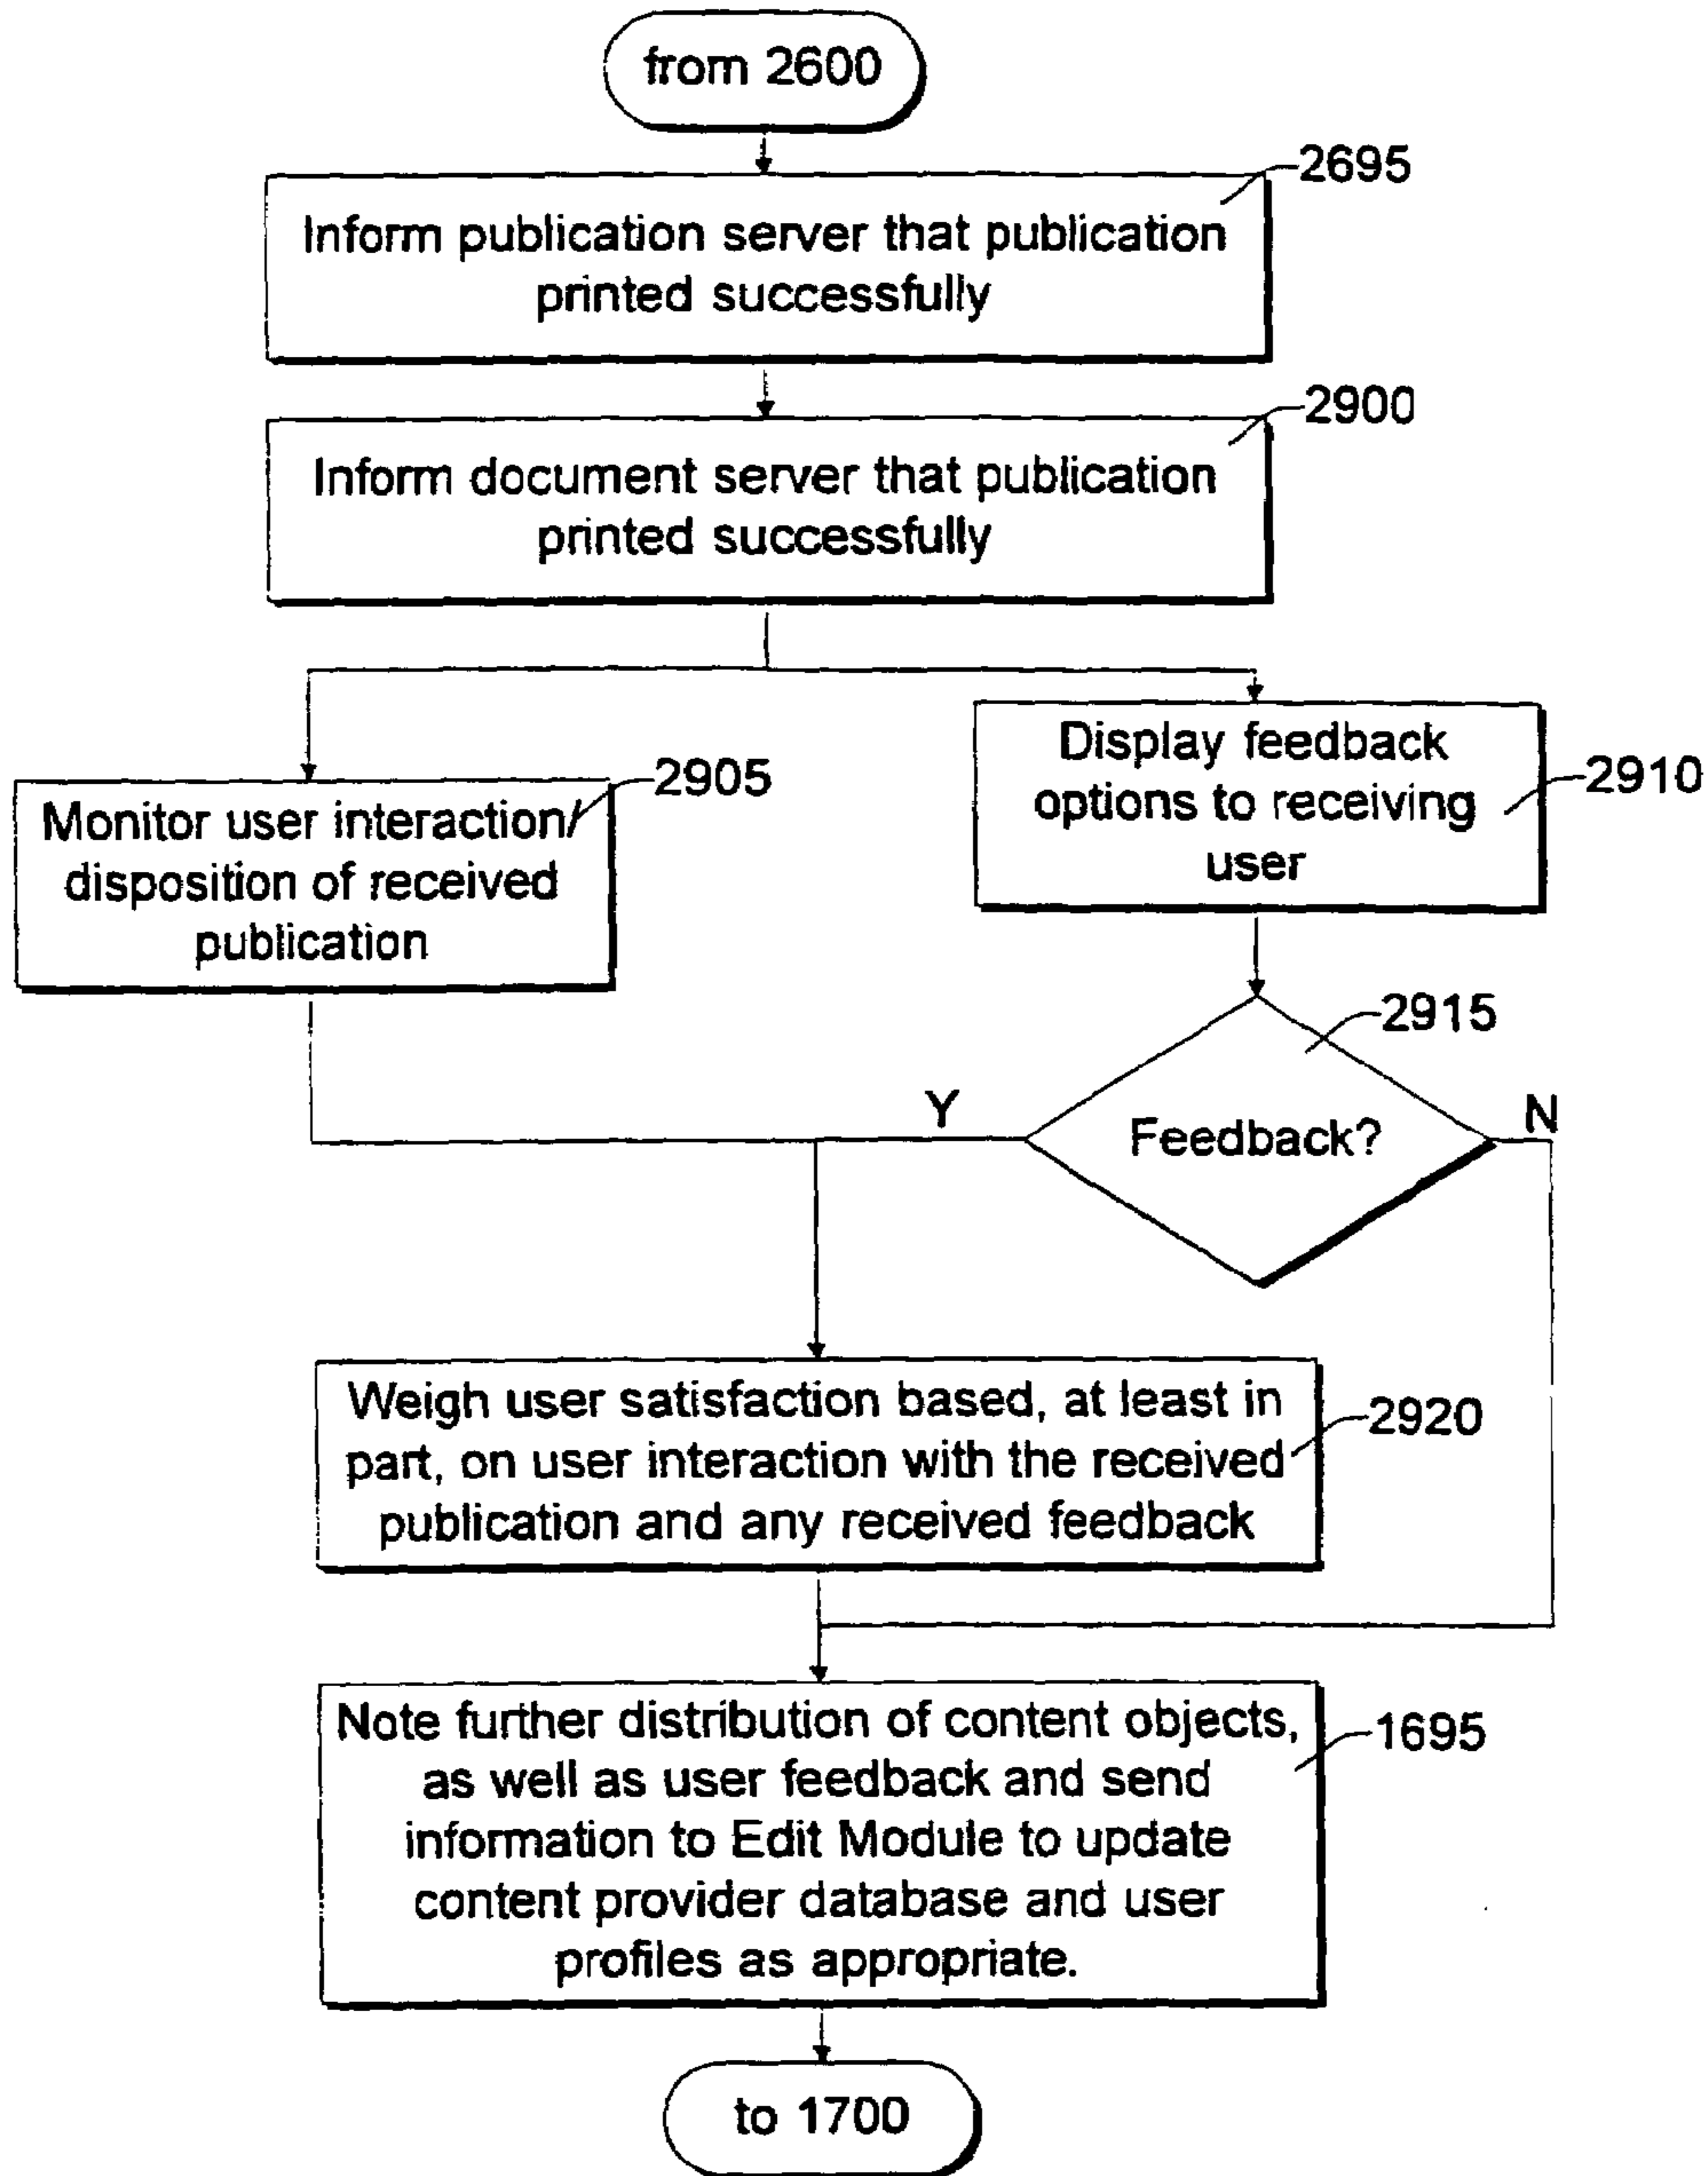 from 2600
2695
Inform publication server that publication
printed successfully
2900
Inform document server that publication
printed successfully
2905
Monitor user interaction/
disposition of received
publication
Display feedback
options to receiving
user
2910
2915
Y
Feedback?
N
Weigh user satisfaction based, at least in
part, on user interaction with the received
publication and any received feedback
2920
Note further distribution of content objects,
as well as user feedback and send
information to Edit Module to update
content provider database and user
profiles as appropriate.
1695
to 1700